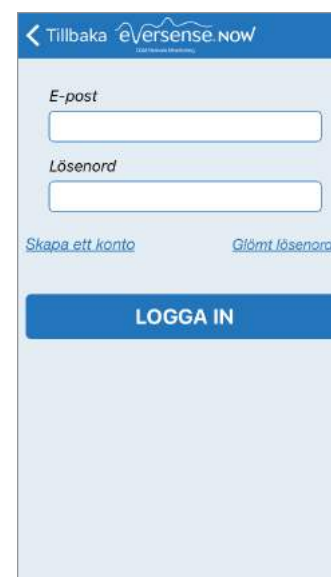 Tillbaka eversense. NOW
E-post
Lösenord
Skapa ett konto Glömt lösenord
LOGGA IN